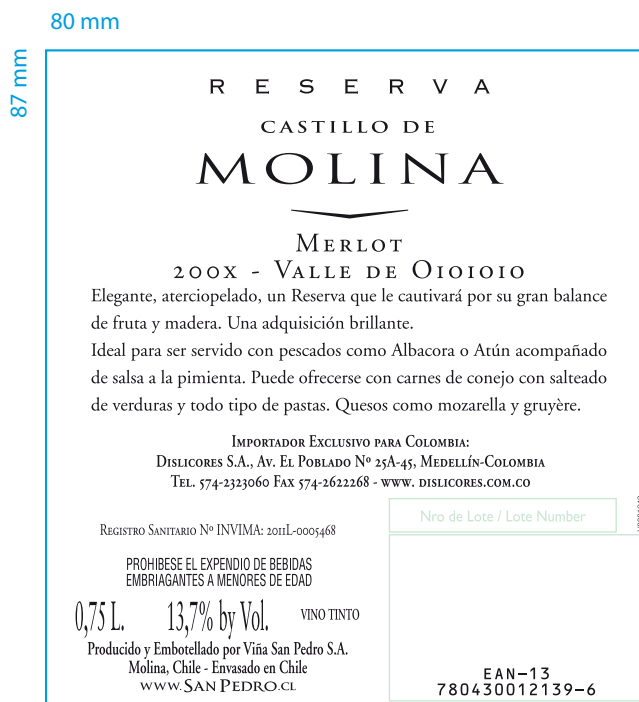 80 mm
87 mm
RESERVA
CASTILLO DE
MOLINA
MERLOT
200X - VALLE DE OIOIOIO
Elegante, aterciopelado, un Reserva que le cautivará por su gran balance
de fruta y madera. Una adquisición brillante.
Ideal para ser servido con pescados como Albacora o Atún acompañado
de salsa a la pimienta. Puede ofrecerse con carnes de conejo con salteado
de verduras y todo tipo de pastas. Quesos como mozarella y gruyère.
IMPORTADOR EXCLUSIVO PARA COLOMBIA:
DISLICORES S.A., AV. EL POBLADO Nº 25A-45, MEDELLÍN-COLOMBIA
TEL. 574-2323060 FAX 574-2622268 - WWW. DISLICORES.COM.CO
Nro de Lote / Lote Number
REGISTRO SANITARIO Nº INVIMA: 2011L-0005468
PROHIBESE EL EXPENDIO DE BEBIDAS
EMBRIAGANTES A MENORES DE EDAD
0,75 L. 13,7% by Vol. VINO TINTO
Producido y Embotellado por Viña San Pedro S.A.
Molina, Chile - Envasado en Chile
WWW.SAN PEDRO.CL
EAN-13
780430012139-6